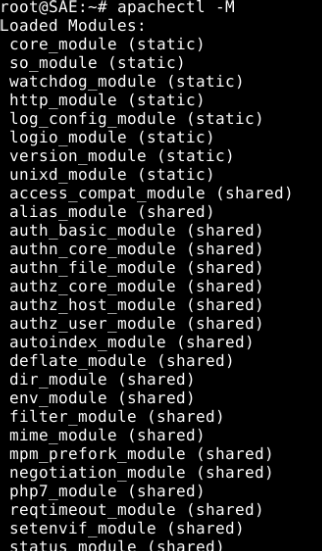 root@SAE:~# apachectl -M
Loaded Modules:
core_module (static)
so_module (static)
watchdog_module (static)
http_module (static)
log_config_module (static)
logio_module (static)
version_module (static)
unixd_module (static)
access_compat_module (shared)
alias_module (shared)
auth_basic_module (shared)
authn_core_module (shared)
authn_file_module (shared)
authz_core_module (shared)
authz_host_module (shared)
authz_user_module (shared)
autoindex_module (shared)
deflate_module (shared)
dir_module (shared)
env_module (shared)
filter_module (shared)
mime_module (shared)
mpm_prefork_module (shared)
negotiation_module (shared)
php7_module (shared)
reqtimeout_module (shared)
setenvif_module (shared)
status_module (shared)